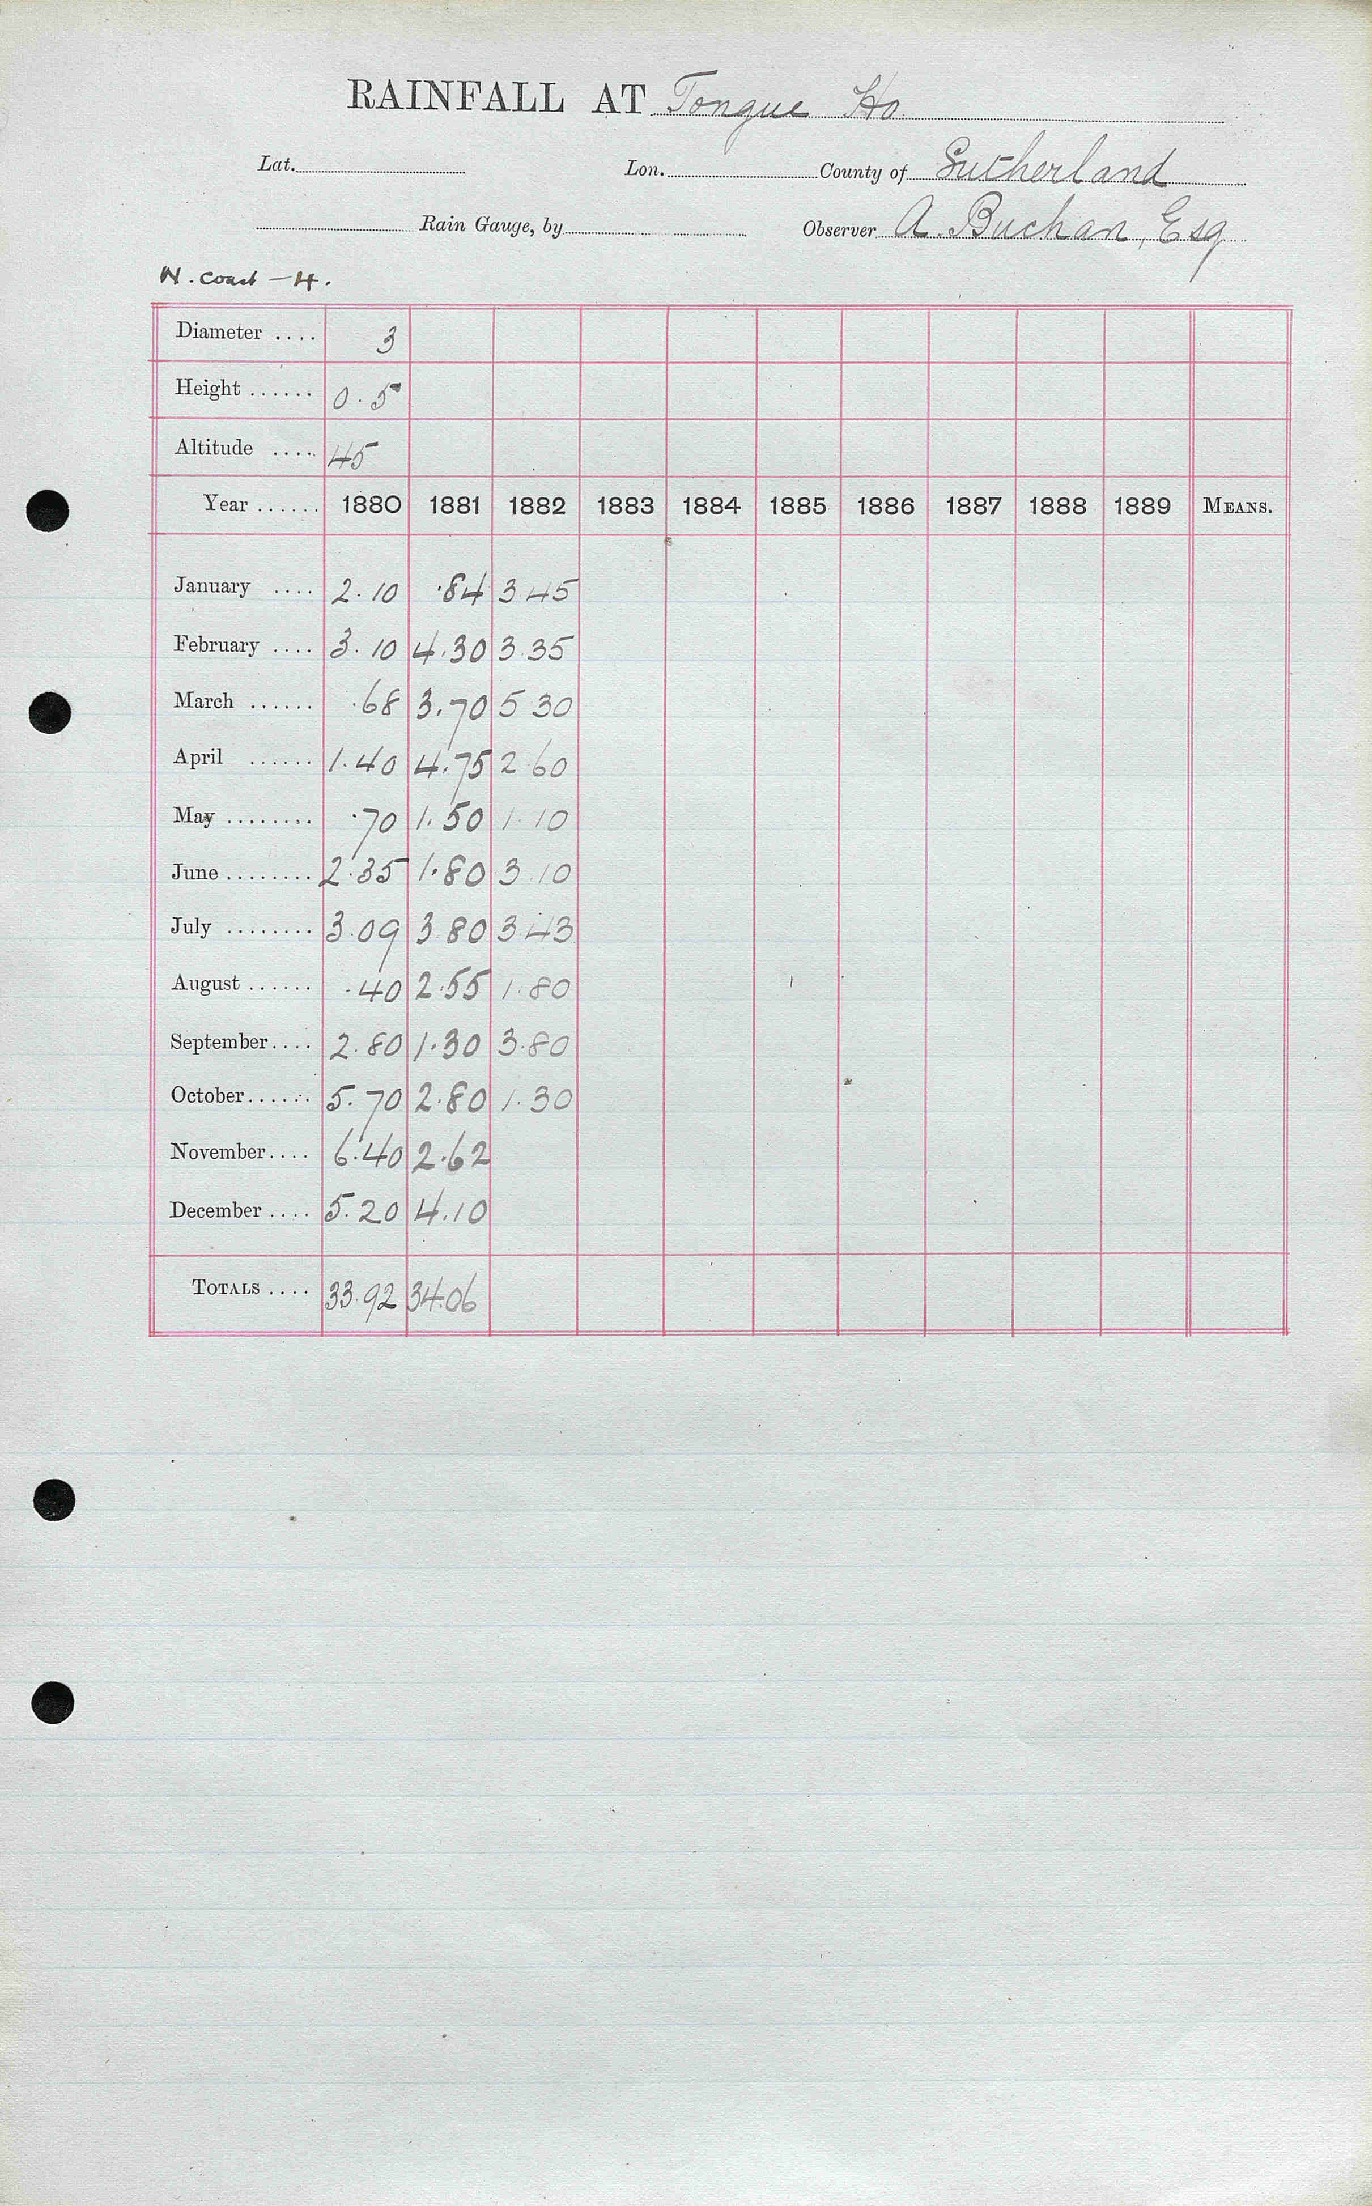 RAINFALL AT Tongue Ho.
Lat. Lon. County of Sutherland
Rain Gauge, by Observer A. Buchan, Esq
N. coast - 4.
Diameter .... 3
Height ...... 0.5
Altitude .... 45
Year ...... 1880 1881 1882 1883 1884 1885 1886 1887 1888 1889 MEANS.
January .... 2.10 .84 3 45
February .... 3.10 4.30 3.35
March ...... .68 3.70 5 30
April ...... 1.40 4.75 2.60
May ........ .70 1.50 1.10
June ........ 2.35 1.80 3.10
July ........ 3.09 3.80 3.43
August ...... .40 2.55 1.80
September.... 2.80 1.30 3.80
October...... 5.70 2.80 1.30
November.... 6.40 2.62
December .... 5.20 4.10
TOTALS .... 33.92 34.06